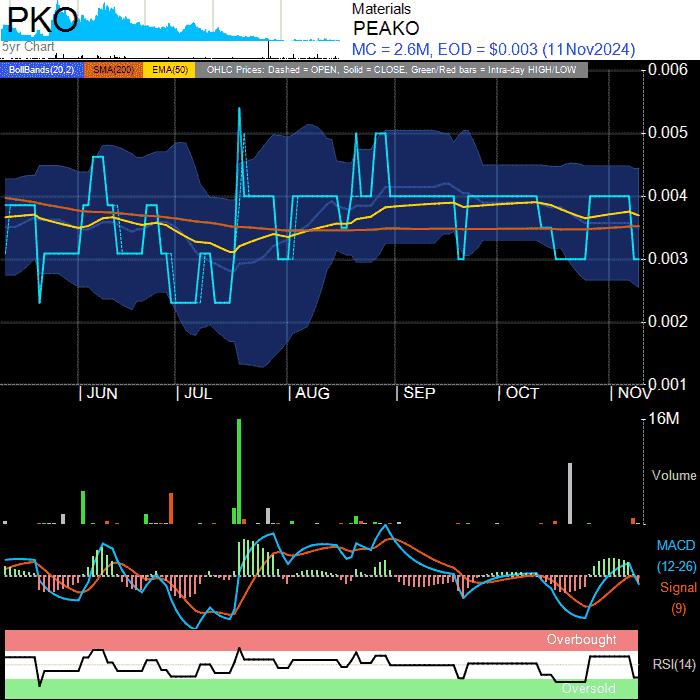 PKO
5yr Chart
Materials
PEAKO
MC = 2.6M, EOD = $0.003 (11Nov2024)
BollBands(20,2) SMA(200) EMA(50) OHLC Prices: Dashed = OPEN, Solid = CLOSE, Green/Red bars = Intra-day HIGH/LOW
0.006
0.005
0.004
0.003
0.002
0.001
JUN JUL AUG SEP OCT NOV
16M
Volume
MACD
(12-26)
Signal
(9)
Overbought
RSI(14)
Oversold